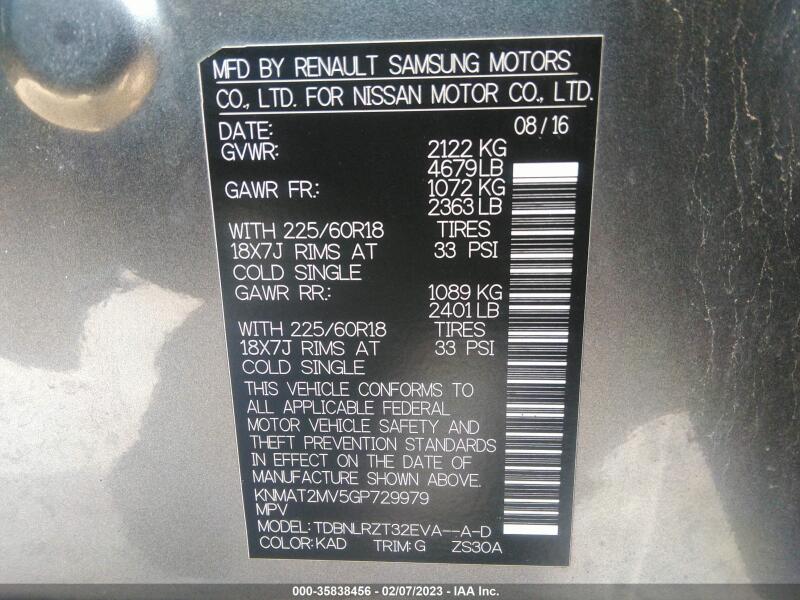 MFD BY RENAULT SAMSUNG MOTORS
CO., LTD. FOR NISSAN MOTOR CO., LTD.
DATE: 08/16
GVWR: 2122 KG
4679 LB
GAWR FR.: 1072 KG
2363 LB
WITH 225/60R18 TIRES
18X7J RIMS AT 33 PSI
COLD SINGLE
GAWR RR.: 1089 KG
2401 LB
WITH 225/60R18 TIRES
18X7J RIMS AT 33 PSI
COLD SINGLE
THIS VEHICLE CONFORMS TO
ALL APPLICABLE FEDERAL
MOTOR VEHICLE SAFETY AND
THEFT PREVENTION STANDARDS
IN EFFECT ON THE DATE OF
MANUFACTURE SHOWN ABOVE.
KNMAT2MV5GP729979
MPV
MODEL: TDBNLRZT32EVA--A-D
COLOR: KAD TRIM: G ZS30A
000-35838456 - 02/07/2023 - IAA Inc.